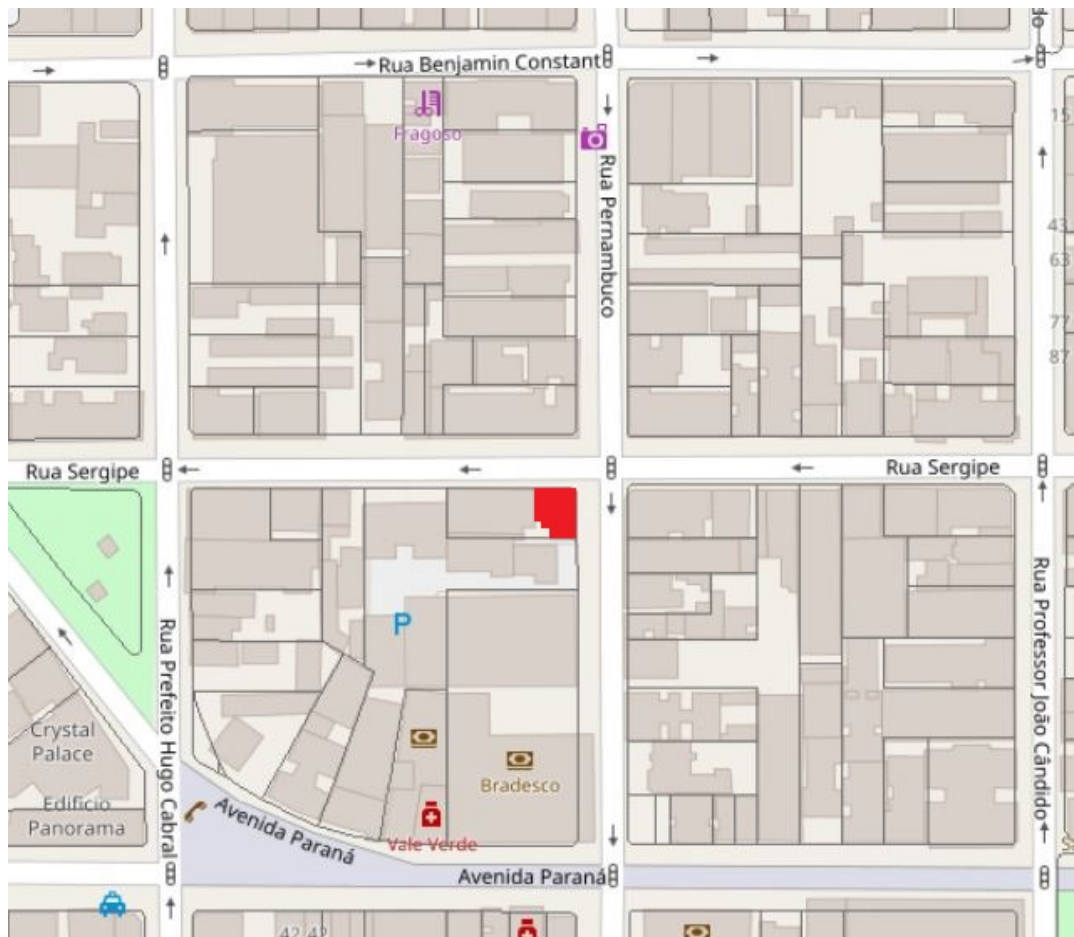 Rua Benjamin Constant
Fragoso
15
Rua Pernambuco
43
63
77
87
Rua Sergipe
Rua Sergipe
P
Rua Prefeito Hugo Cabral
Rua Professor João Cândido
Crystal
Palace
Bradesco
Edifício
Panorama
Avenida Paraná
Vale Verde
Avenida Paraná
42,42